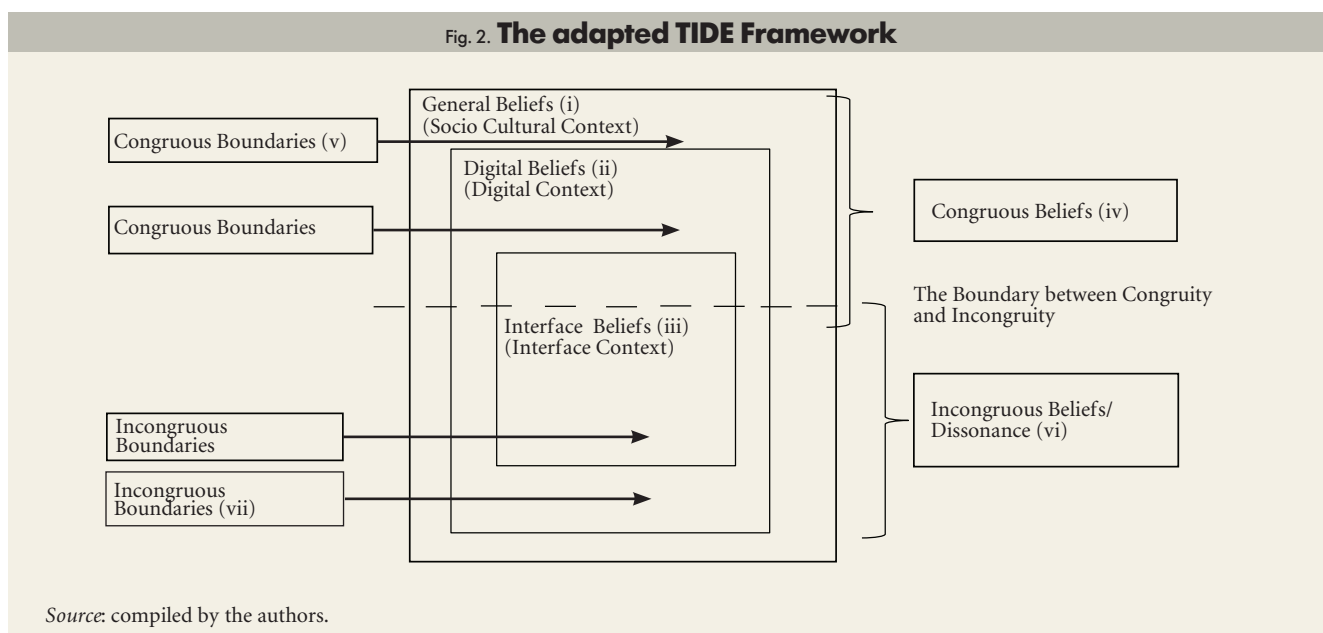 Fig. 2. The adapted TIDE Framework
General Beliefs (i)
(Socio Cultural Context)
Congruous Boundaries (v)
Digital Beliefs (ii)
(Digital Context)
Congruous Beliefs (iv)
Congruous Boundaries
The Boundary between Congruity
and Incongruity
Interface Beliefs (iii)
(Interface Context)
Incongruous Beliefs/
Dissonance (vi)
Incongruous
Boundaries
Incongruous
Boundaries (vii)
Source: compiled by the authors.